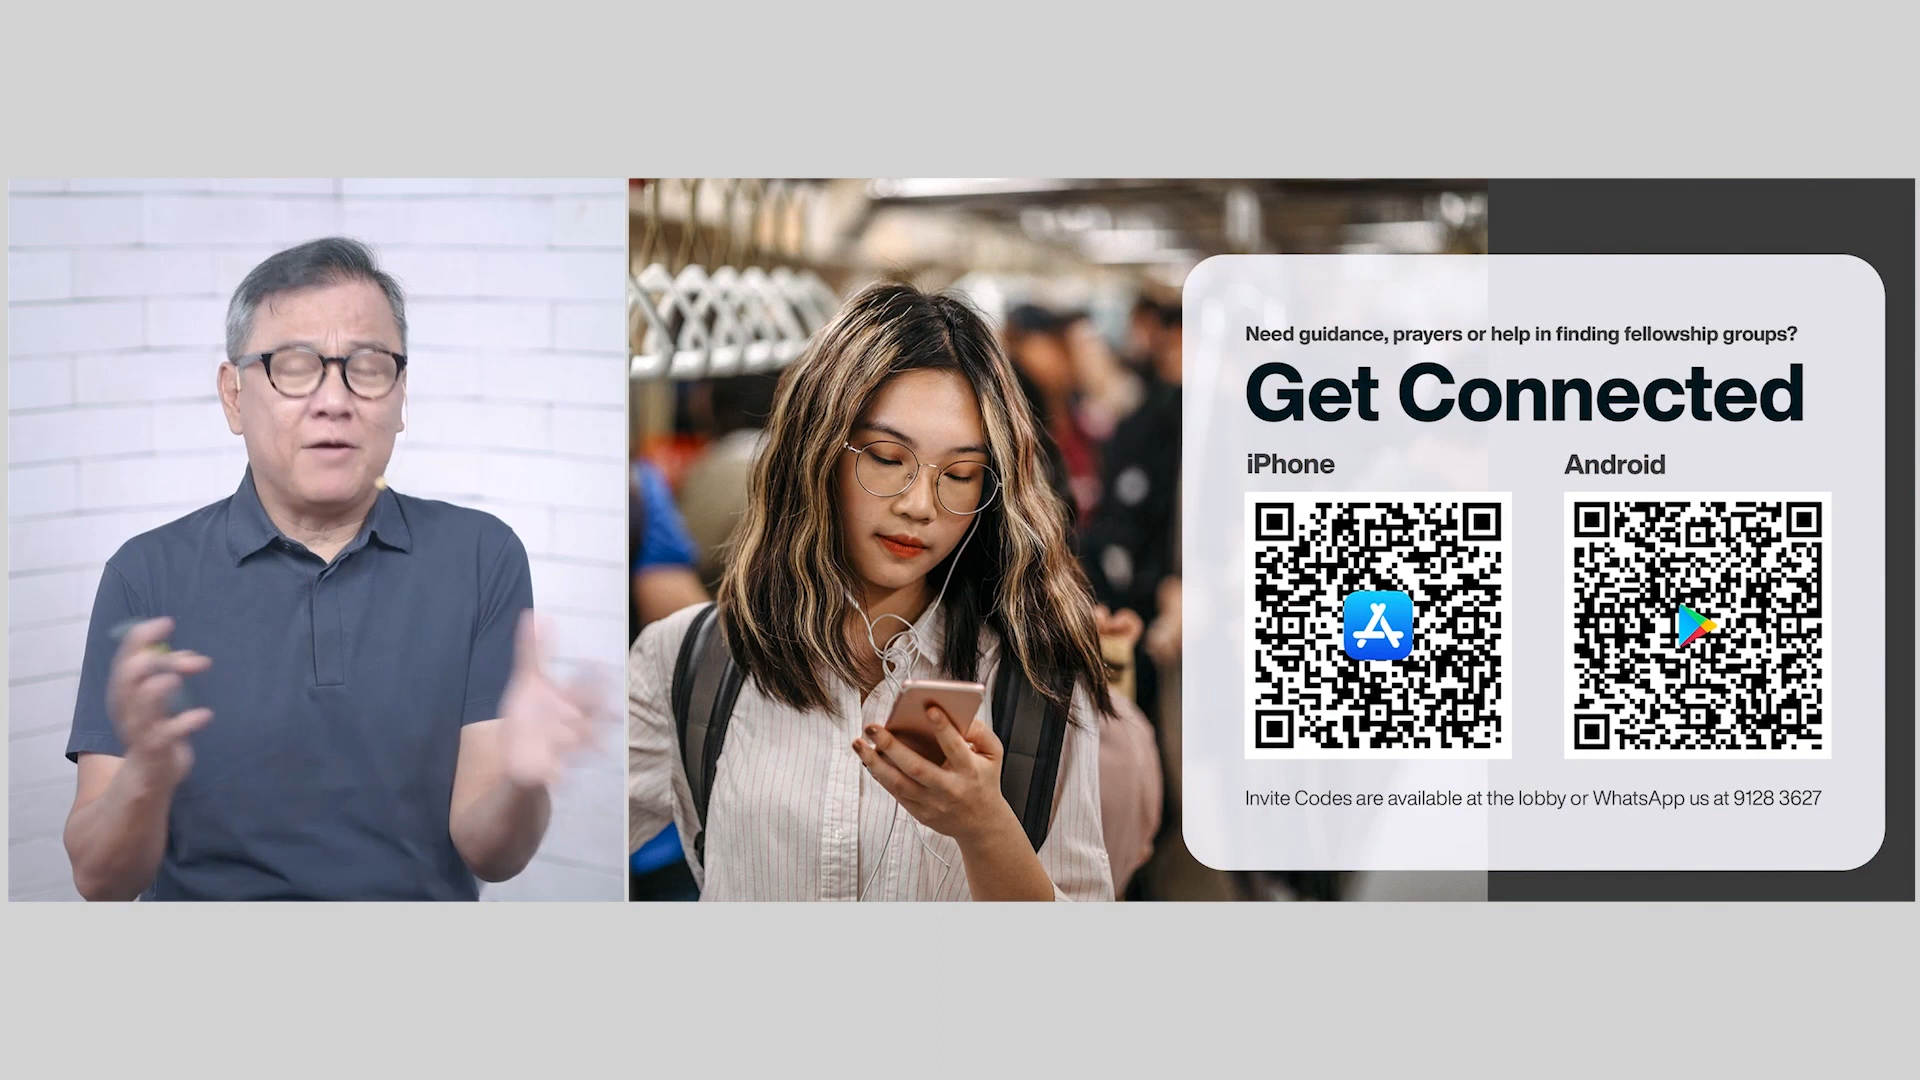 Need guidance, prayers or help in finding fellowship groups?
Get Connected
iPhone
Android
Invite Codes are available at the lobby or WhatsApp us at 9128 3627